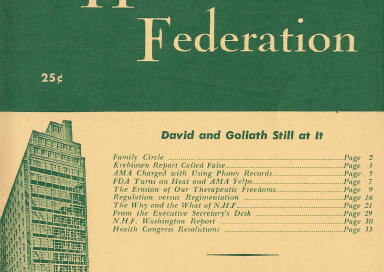 Federation
25¢
David and Goliath Still at It
Family Circle ........ Page 2
Krebiozen Report Called False ........ Page 3
AMA Charged with Using Phony Records ........ Page 5
FDA Turns on Heat and AMA Yelps ........ Page 7
The Erosion of Our Therapeutic Freedoms ........ Page 9
Regulation versus Regimentation ........ Page 16
The Why and the What of N.H.F. ........ Page 21
From the Executive Secretary's Desk ........ Page 29
N.H.F. Washington Report ........ Page 30
Health Congress Resolutions ........ Page 33